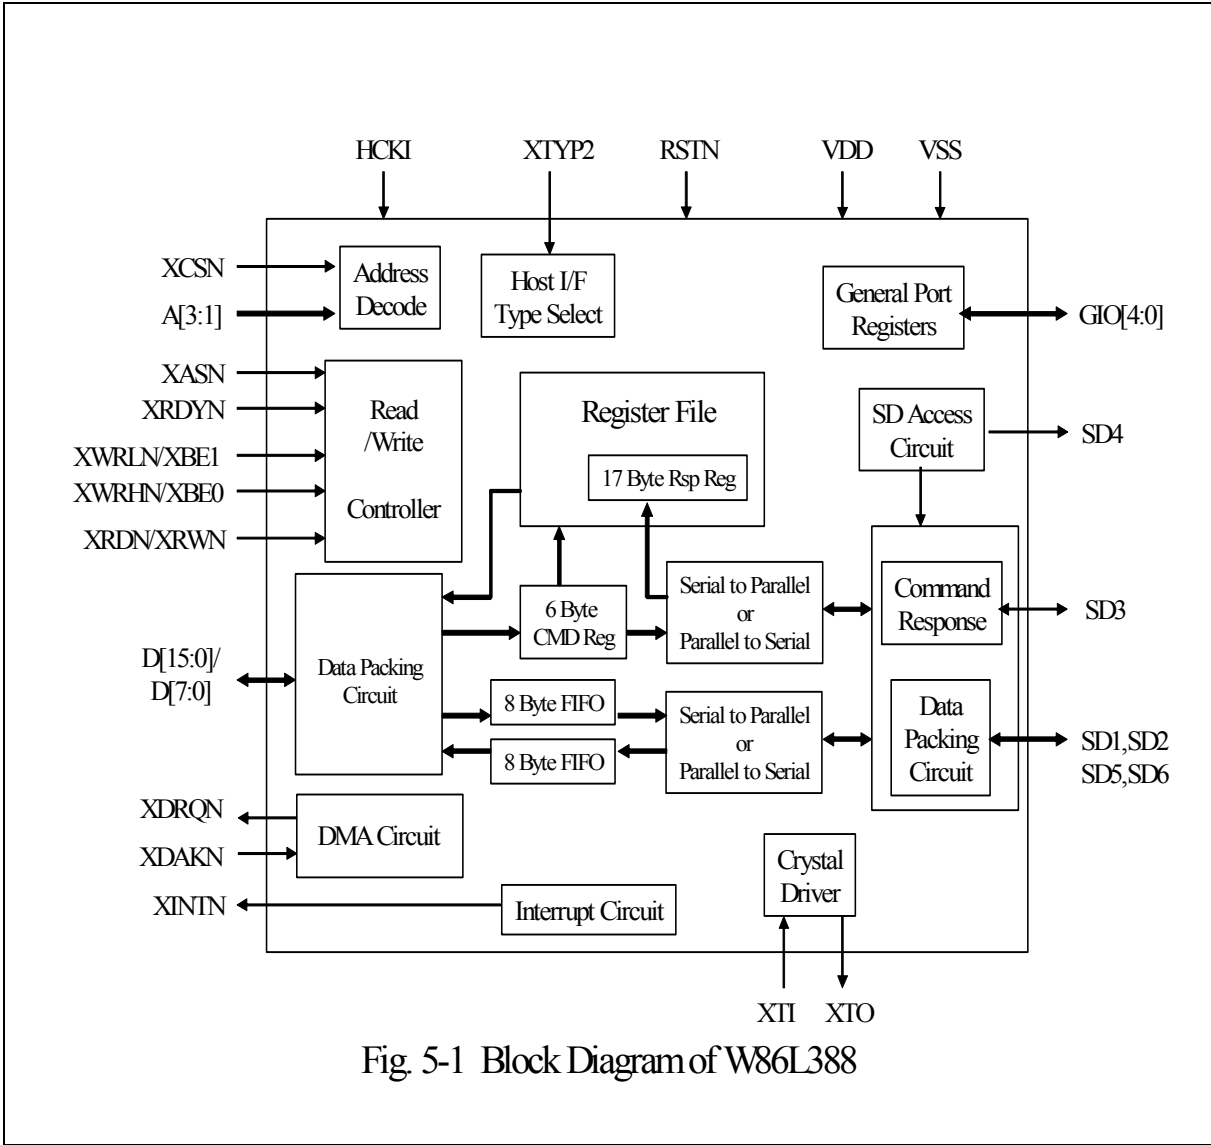 HCKI XTYP2 RSTN VDD VSS
XCSN
A[3:1]
Address
Decode
Host I/F
Type Select
General Port
Registers
GIO[4:0]
XASN
XRDYN
XWRLN/XBE1
XWRHN/XBE0
XRDN/XRWN
Read
/Write
Controller
Register File
17 Byte Rsp Reg
SD Access
Circuit
SD4
D[15:0]/
D[7:0]
Data Packing
Circuit
6 Byte
CMD Reg
Serial to Parallel
or
Parallel to Serial
Command
Response
SD3
8 Byte FIFO
8 Byte FIFO
Serial to Parallel
or
Parallel to Serial
Data
Packing
Circuit
SD1,SD2
SD5,SD6
XDRQN
XDAKN
DMA Circuit
XINTN
Interrupt Circuit
Crystal
Driver
XTI XTO
Fig. 5-1 Block Diagram of W86L388